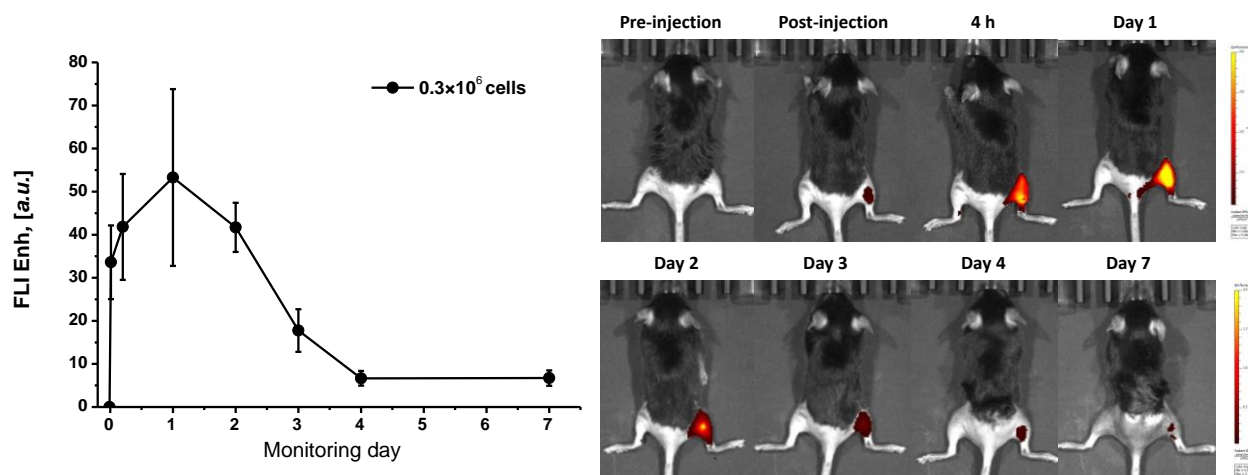 Pre-injection
Post-injection
4 h
Day 1
80
70
60
50
40
30
20
10
0
FLI Enh, [a.u.]
0.3×10⁶ cells
0 1 2 3 4 5 6 7
Monitoring day
Day 2
Day 3
Day 4
Day 7